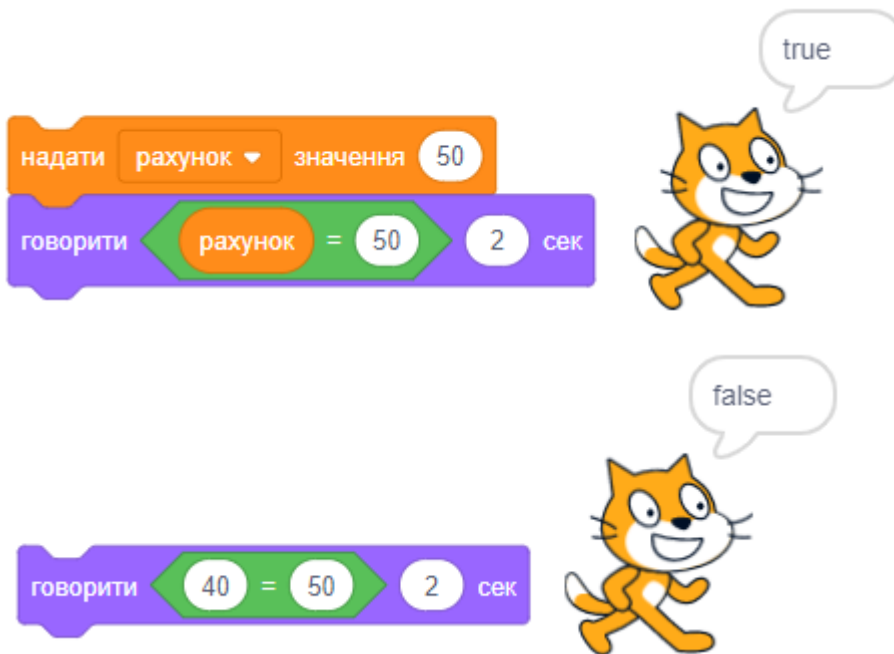 true
надати рахунок значення 50
говорити рахунок = 50 2 сек
false
говорити 40 = 50 2 сек